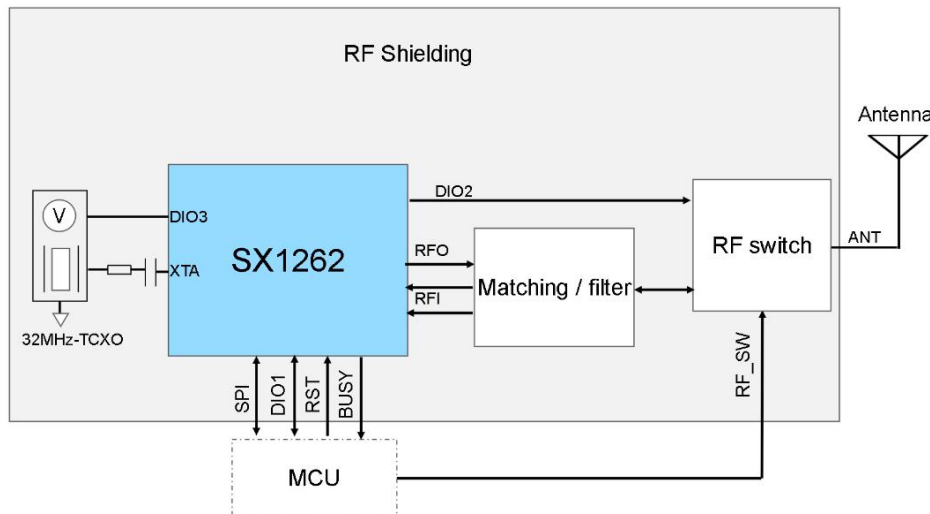 RF Shielding
Antenna
V
DIO3
XTA
32MHz-TCXO
SX1262
DIO2
RFO
RFI
Matching / filter
RF switch
ANT
SPI
DIO1
RST
BUSY
RF_SW
MCU